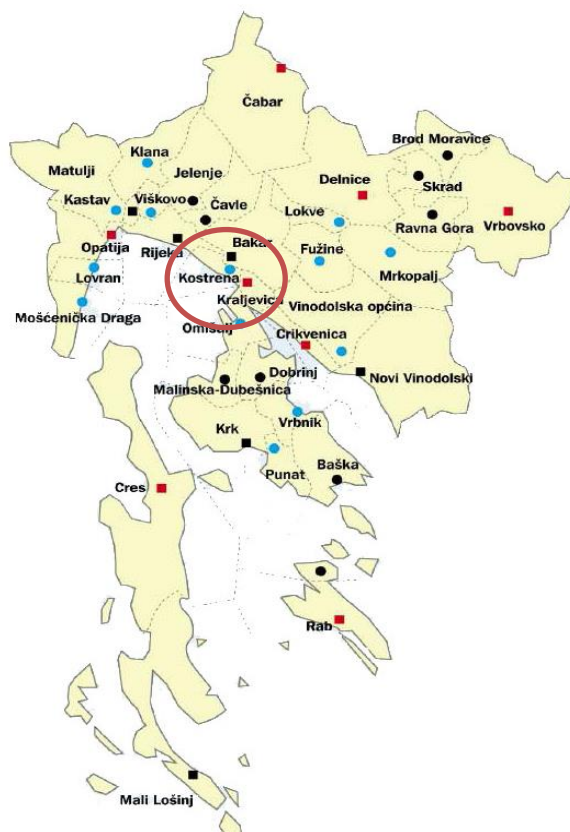 Čabar
Brod Moravice
Klana
Matulji
Jelenje
Delnice
Skrad
Kastav
Viškovo
Čavle
Lokve
Ravna Gora
Vrbovsko
Opatija
Rijeka
Bakar
Fužine
Mrkopalj
Lovran
Kostrena
Kraljevica
Vinodolska općina
Mošćenička Draga
Omišalj
Crikvenica
Dobrinj
Novi Vinodolski
Malinska-Dubešnica
Krk
Vrbnik
Punat
Baška
Cres
Rab
Mali Lošinj